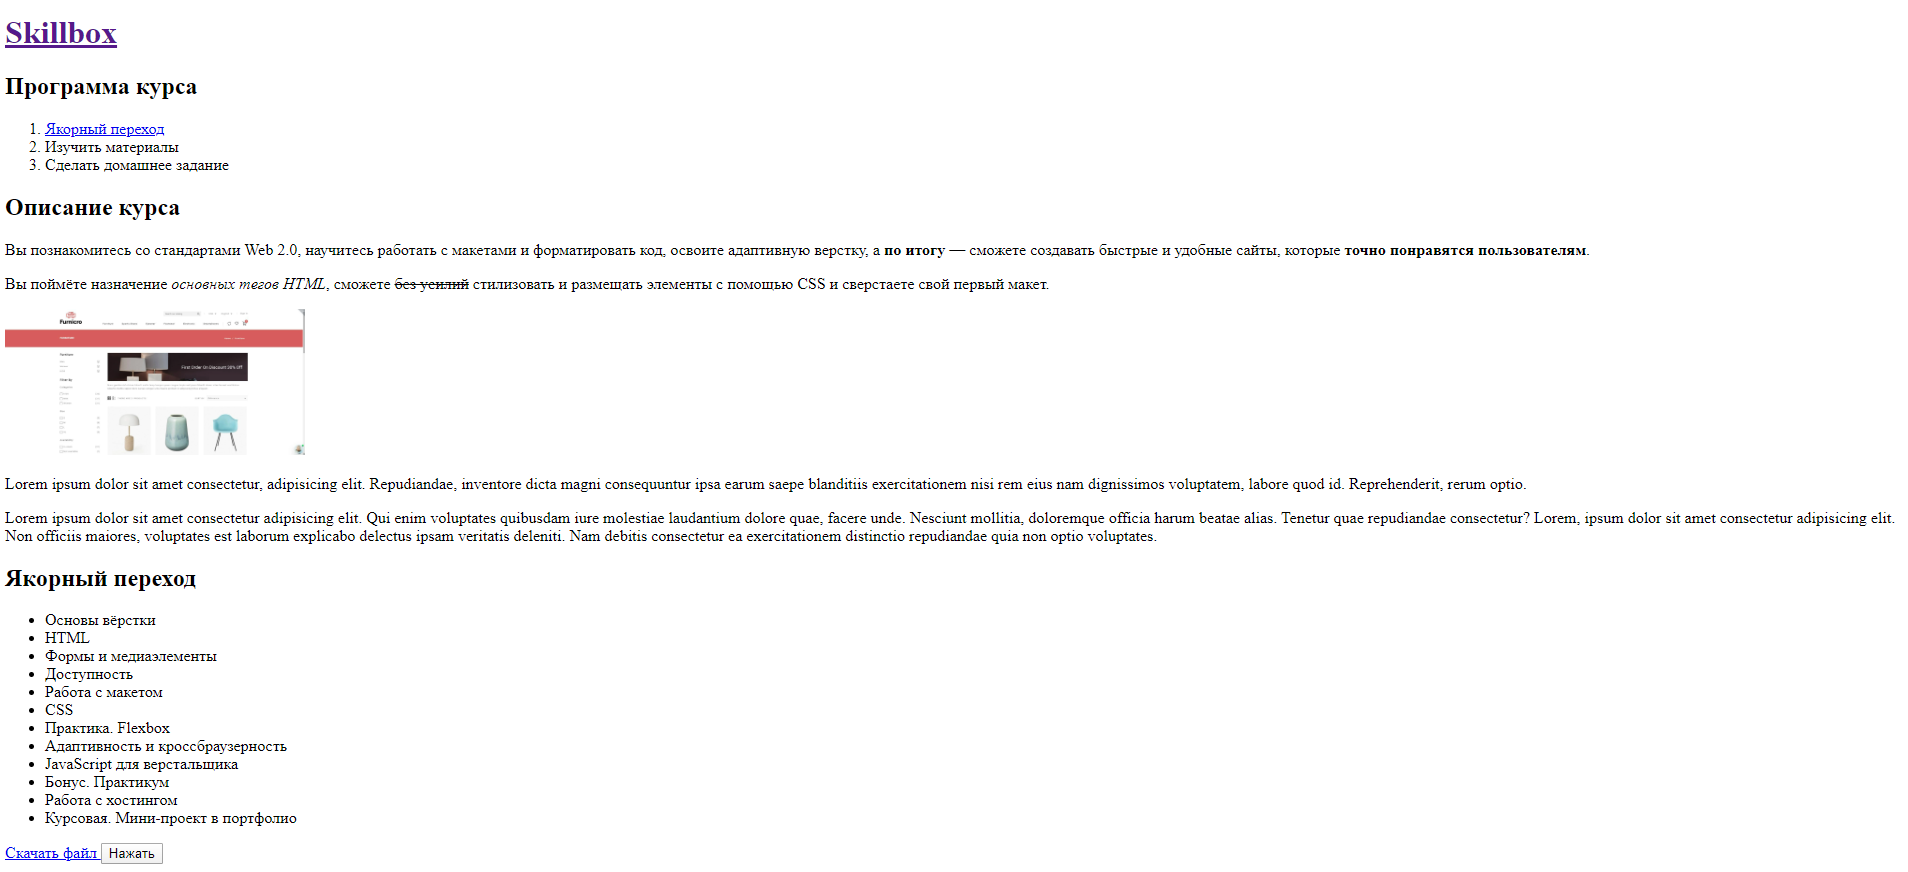 Skillbox
Программа курса
1. Якорный переход
2. Изучить материалы
3. Сделать домашнее задание
Описание курса
Вы познакомитесь со стандартами Web 2.0, научитесь работать с макетами и форматировать код, освоите адаптивную верстку, а по итогу — сможете создавать быстрые и удобные сайты, которые точно понравятся пользователям.
Вы поймёте назначение основных тегов HTML, сможете без усилий стилизовать и размещать элементы с помощью CSS и сверстаете свой первый макет.
Furnicro
First Order On Discount 30% Off
Lorem ipsum dolor sit amet consectetur, adipisicing elit. Repudiandae, inventore dicta magni consequuntur ipsa earum saepe blanditiis exercitationem nisi rem eius nam dignissimos voluptatem, labore quod id. Reprehenderit, rerum optio.
Lorem ipsum dolor sit amet consectetur adipisicing elit. Qui enim voluptates quibusdam iure molestiae laudantium dolore quae, facere unde. Nesciunt mollitia, doloremque officia harum beatae alias. Tenetur quae repudiandae consectetur? Lorem, ipsum dolor sit amet consectetur adipisicing elit.
Non officiis maiores, voluptates est laborum explicabo delectus ipsam veritatis deleniti. Nam debitis consectetur ea exercitationem distinctio repudiandae quia non optio voluptates.
Якорный переход
• Основы вёрстки
• HTML
• Формы и медиаэлементы
• Доступность
• Работа с макетом
• CSS
• Практика. Flexbox
• Адаптивность и кроссбраузерность
• JavaScript для верстальщика
• Бонус. Практикум
• Работа с хостингом
• Курсовая. Мини-проект в портфолио
Скачать файл Нажать